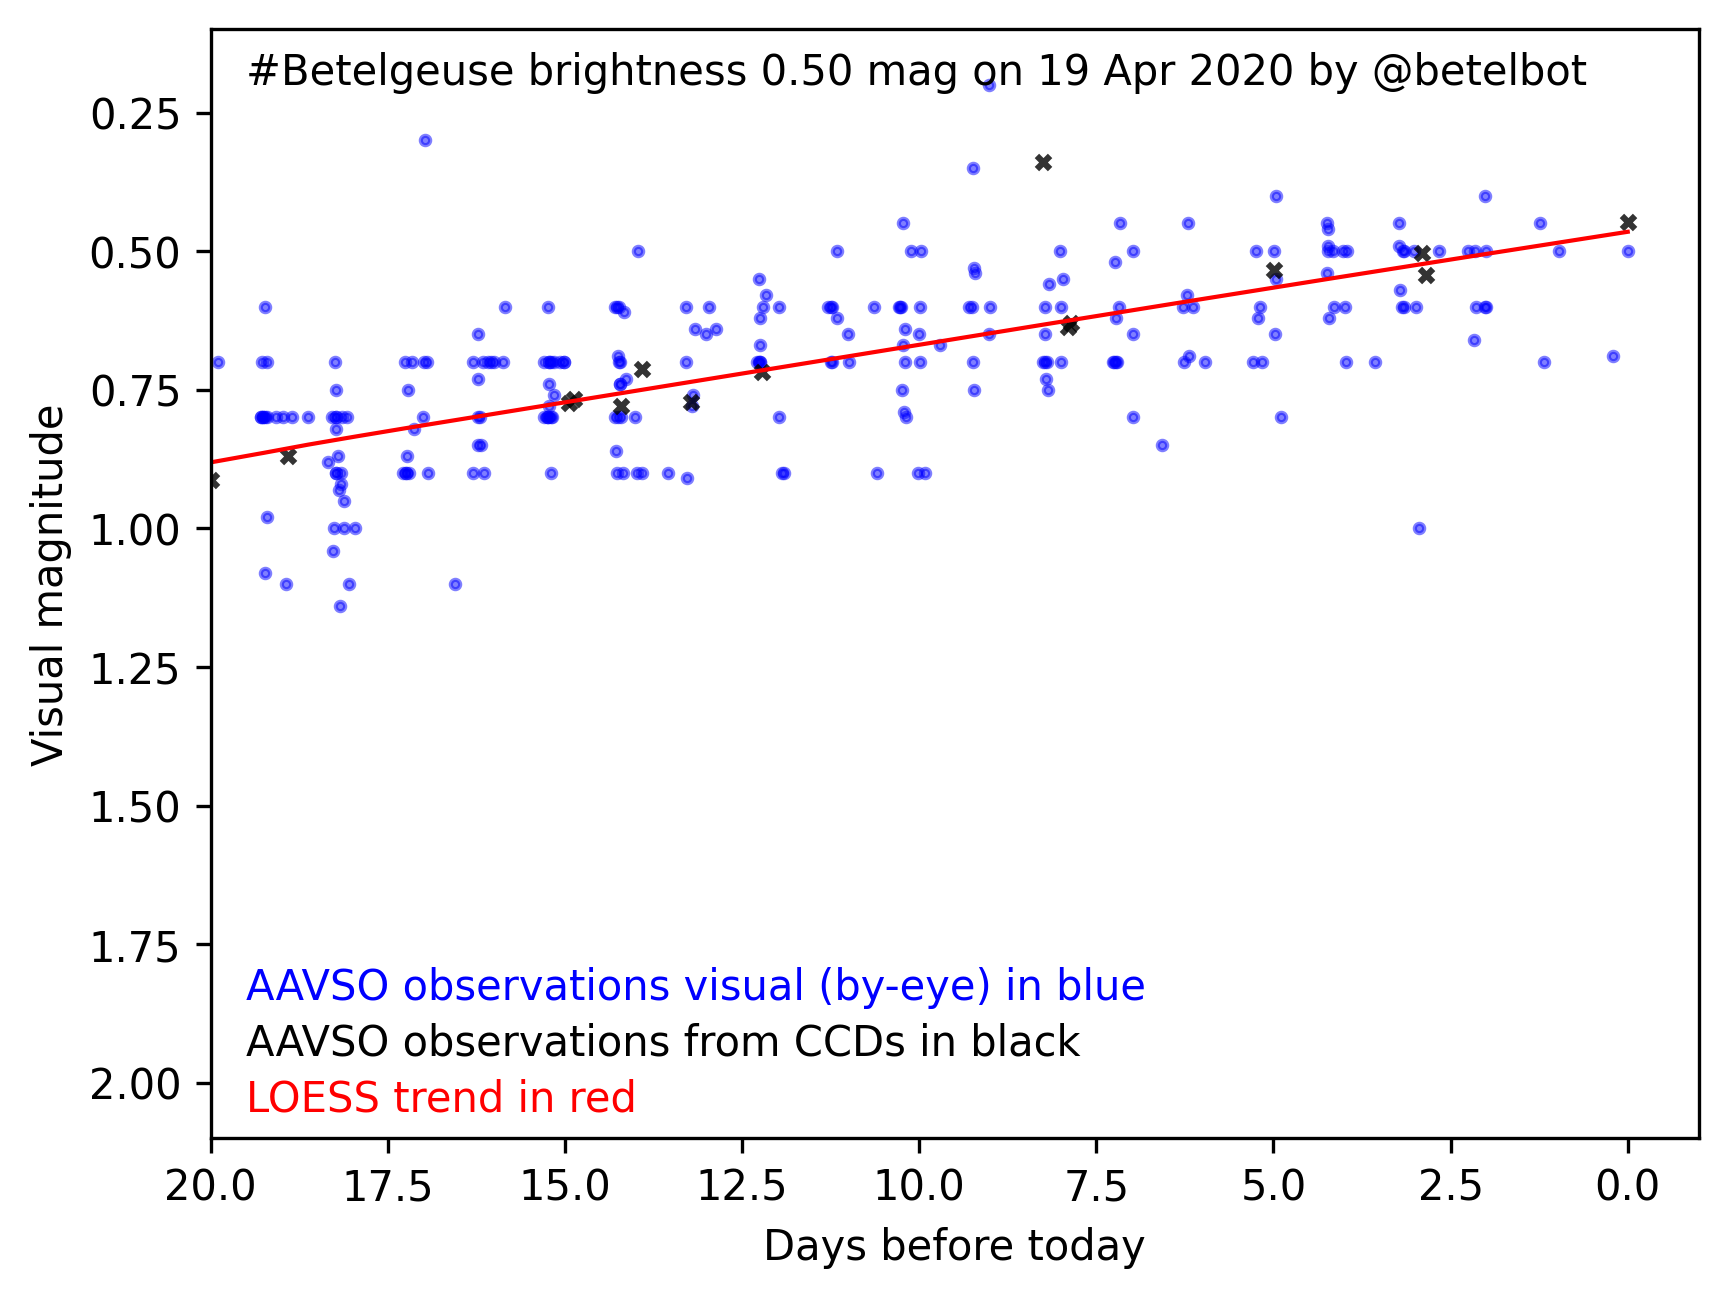 #Betelgeuse brightness 0.50 mag on 19 Apr 2020 by @betelbot
0.25
0.50
0.75
1.00
1.25
1.50
1.75
2.00
Visual magnitude
AAVSO observations visual (by-eye) in blue
AAVSO observations from CCDs in black
LOESS trend in red
20.0 17.5 15.0 12.5 10.0 7.5 5.0 2.5 0.0
Days before today